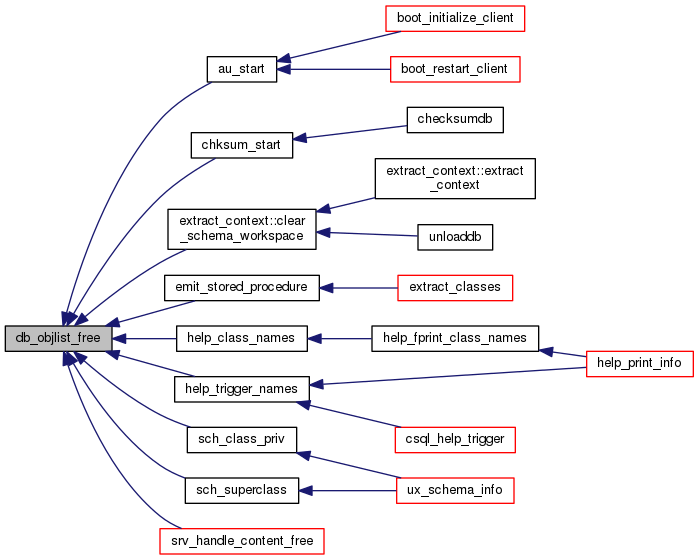 boot_initialize_client
au_start
boot_restart_client
checksumdb
chksum_start
extract_context::extract
_context
extract_context::clear
_schema_workspace
unloaddb
emit_stored_procedure
extract_classes
db_objlist_free
help_class_names
help_fprint_class_names
help_print_info
help_trigger_names
csql_help_trigger
sch_class_priv
sch_superclass
ux_schema_info
srv_handle_content_free